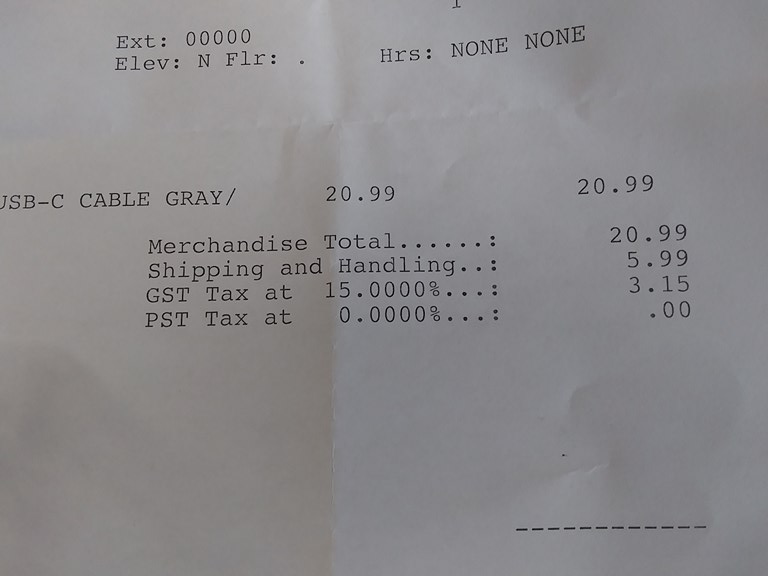 Ext: 00000
Elev: N Flr: . Hrs: NONE NONE
USB-C CABLE GRAY/ 20.99 20.99
Merchandise Total......: 20.99
Shipping and Handling..: 5.99
GST Tax at 15.0000%...: 3.15
PST Tax at 0.0000%...: .00
------------